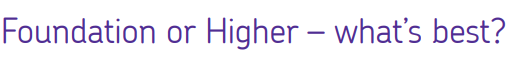 Foundation or Higher – what’s best?